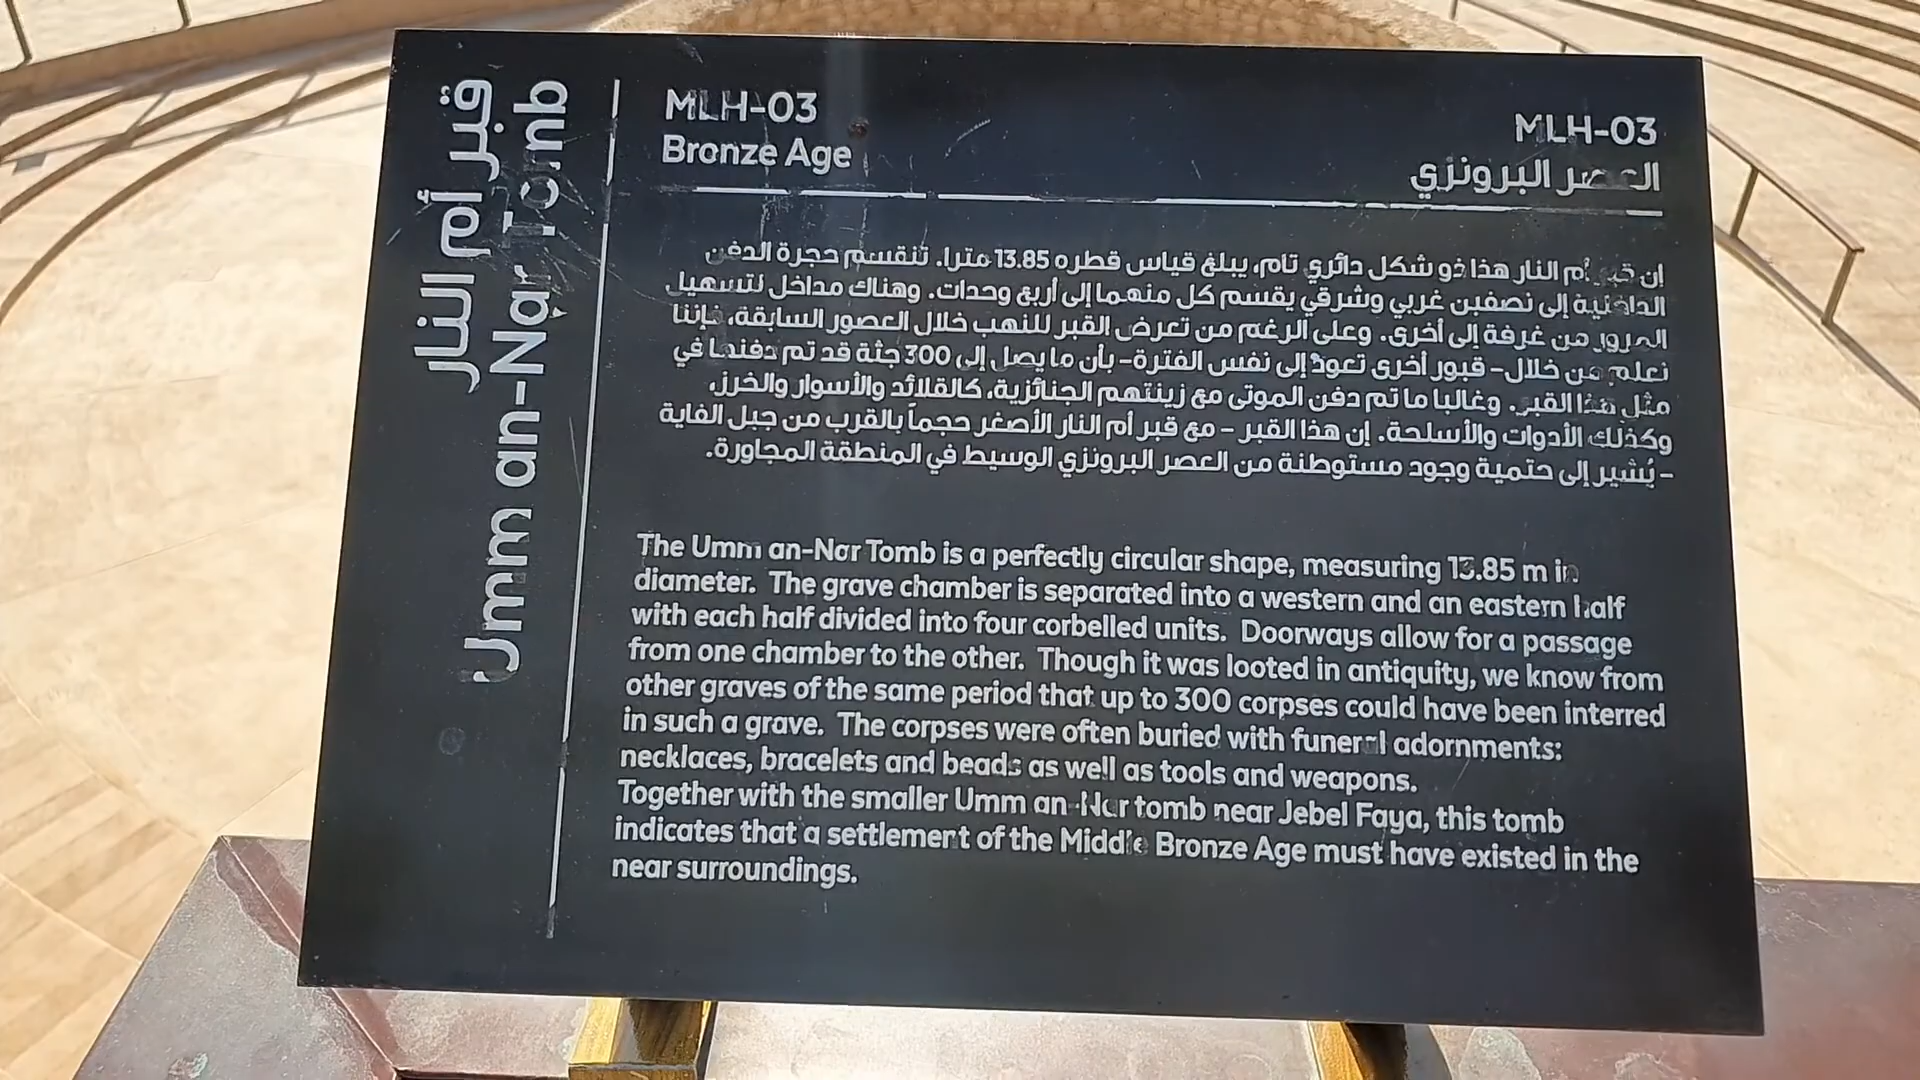 قبر أم النار
Umm an-Nar Tomb
MLH-03
Bronze Age
MLH-03
العصر البرونزي
إن قبر أم النار هذا ذو شكل دائري تام، يبلغ قياس قطره 13.85 مترا. تنقسم حجرة الدفن
الداخلية إلى نصفين غربي وشرقي يقسم كل منهما إلى أربع وحدات. وهناك مداخل لتسهيل
المرور من غرفة إلى أخرى. وعلى الرغم من تعرض القبر للنهب خلال العصور السابقة، فإننا
نعلم من خلال- قبور أخرى تعود إلى نفس الفترة- بأن ما يصل إلى 300 جثة قد تم دفنها في
مثل هذا القبر. وغالبا ما تم دفن الموتى مع زينتهم الجنائزية، كالقلائد والأسوار والخرز،
وكذلك الأدوات والأسلحة. إن هذا القبر - مع قبر أم النار الأصغر حجماً بالقرب من جبل الفاية
- يُشير إلى حتمية وجود مستوطنة من العصر البرونزي الوسيط في المنطقة المجاورة.
The Umm an-Nar Tomb is a perfectly circular shape, measuring 13.85 m in
diameter. The grave chamber is separated into a western and an eastern half
with each half divided into four corbelled units. Doorways allow for a passage
from one chamber to the other. Though it was looted in antiquity, we know from
other graves of the same period that up to 300 corpses could have been interred
in such a grave. The corpses were often buried with funeral adornments:
necklaces, bracelets and beads as well as tools and weapons.
Together with the smaller Umm an-Nar tomb near Jebel Faya, this tomb
indicates that a settlement of the Middle Bronze Age must have existed in the
near surroundings.